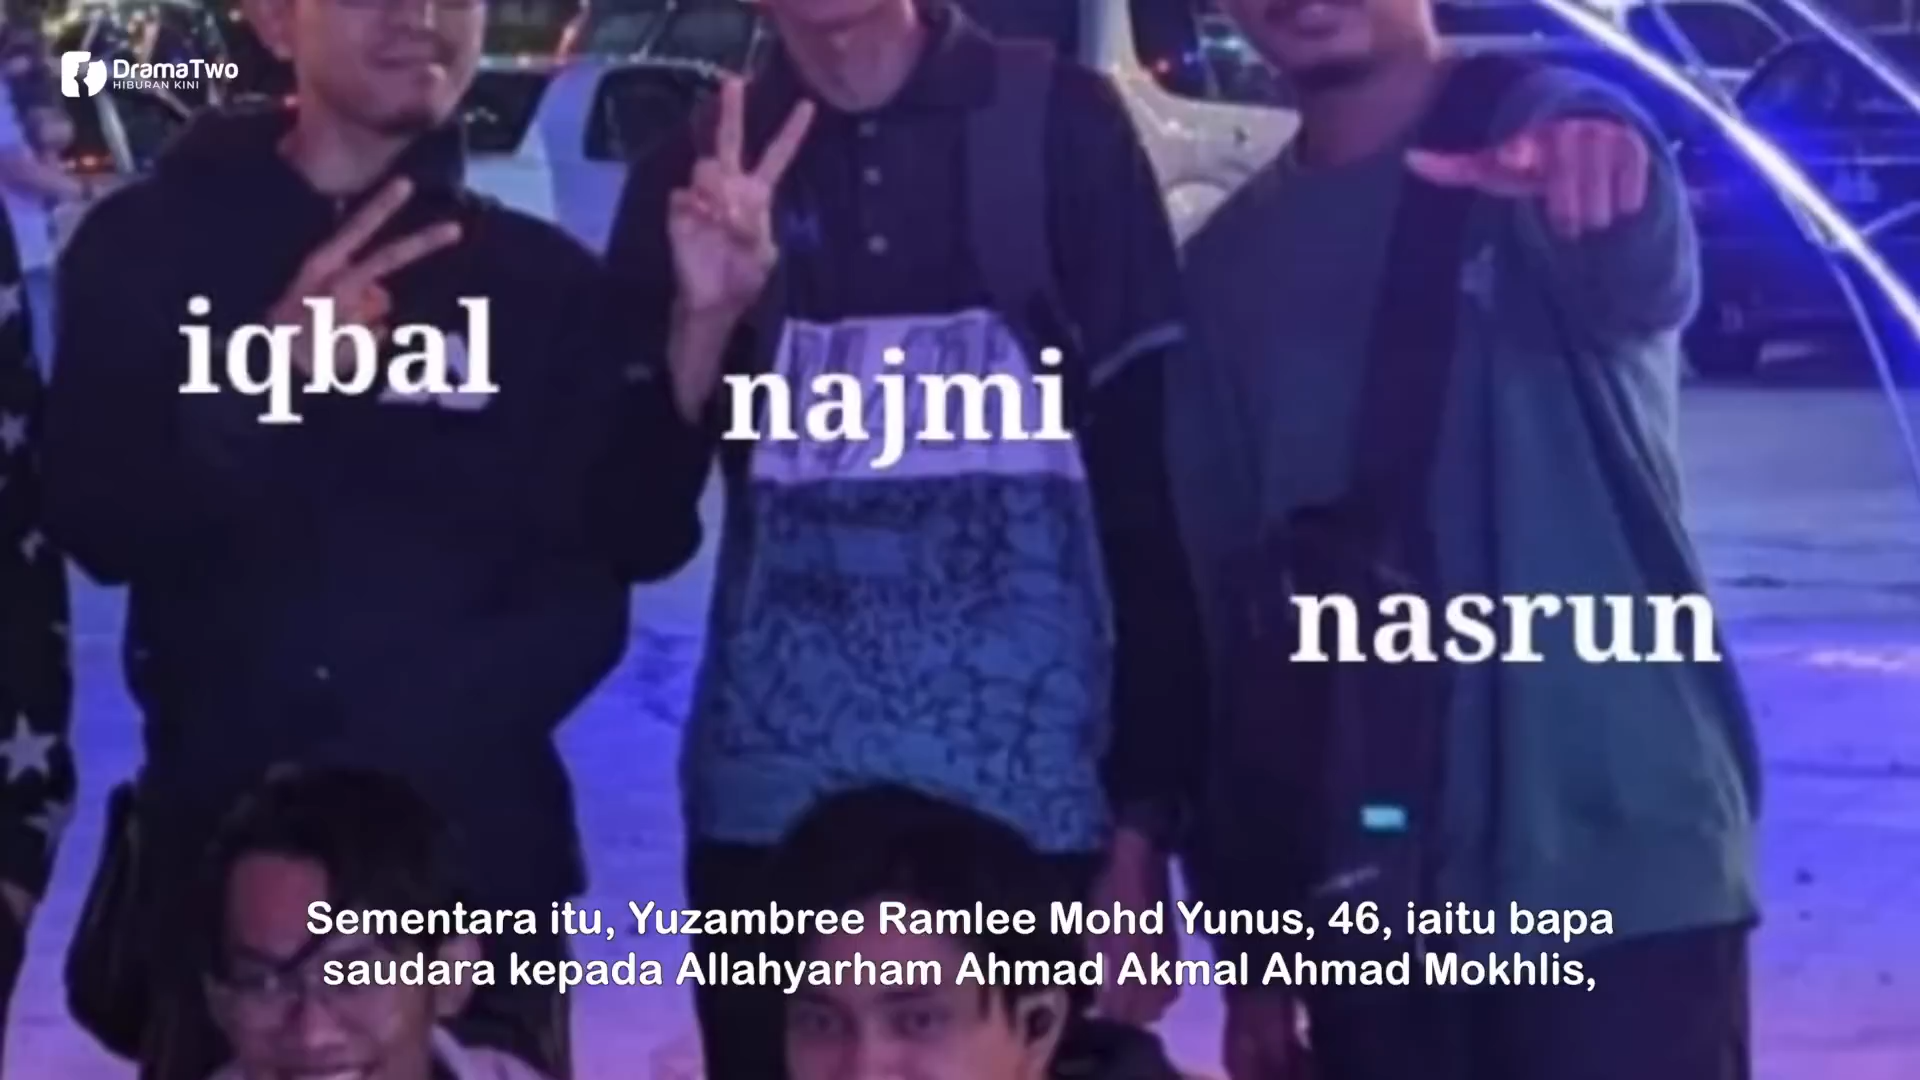 DramaTwo
HIBURAN KINI
iqbal
najmi
nasrun
Sementara itu, Yuzambree Ramlee Mohd Yunus, 46, iaitu bapa
saudara kepada Allahyarham Ahmad Akmal Ahmad Mokhlis,